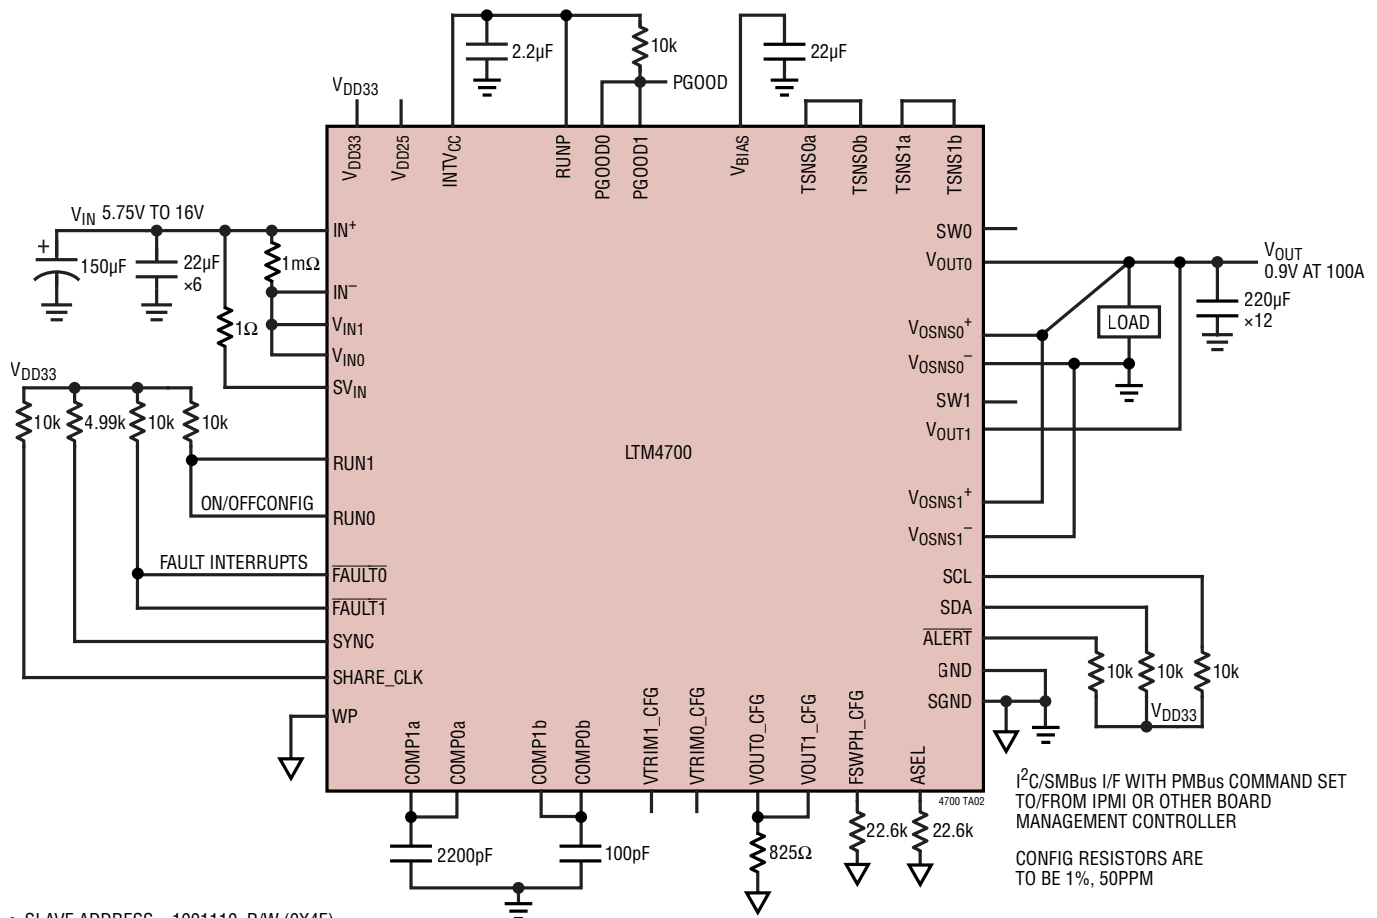 2.2µF
10k
PGOOD
22µF
VDD33
VDD33
VDD25
INTVCC
RUNP
PGOOD0
PGOOD1
VBIAS
TSNS0a
TSNS0b
TSNS1a
TSNS1b
VIN 5.75V TO 16V
+
150µF
22µF
×6
1mΩ
1Ω
IN+
IN−
VIN1
VIN0
SVIN
VDD33
10k
4.99k
10k
10k
RUN1
ON/OFFCONFIG
RUN0
FAULT INTERRUPTS
FAULT0
FAULT1
SYNC
SHARE_CLK
WP
LTM4700
SW0
VOUT0
VOSNS0+
VOSNS0−
SW1
VOUT1
VOSNS1+
VOSNS1−
SCL
SDA
ALERT
GND
SGND
VOUT
0.9V AT 100A
LOAD
220µF
×12
10k
10k
10k
VDD33
COMP1a
COMP0a
COMP1b
COMP0b
VTRIM1_CFG
VTRIM0_CFG
VOUT0_CFG
VOUT1_CFG
FSWPH_CFG
ASEL
4700 TA02
2200pF
100pF
825Ω
22.6k
22.6k
I2C/SMBus I/F WITH PMBus COMMAND SET
TO/FROM IPMI OR OTHER BOARD
MANAGEMENT CONTROLLER
CONFIG RESISTORS ARE
TO BE 1%, 50PPM